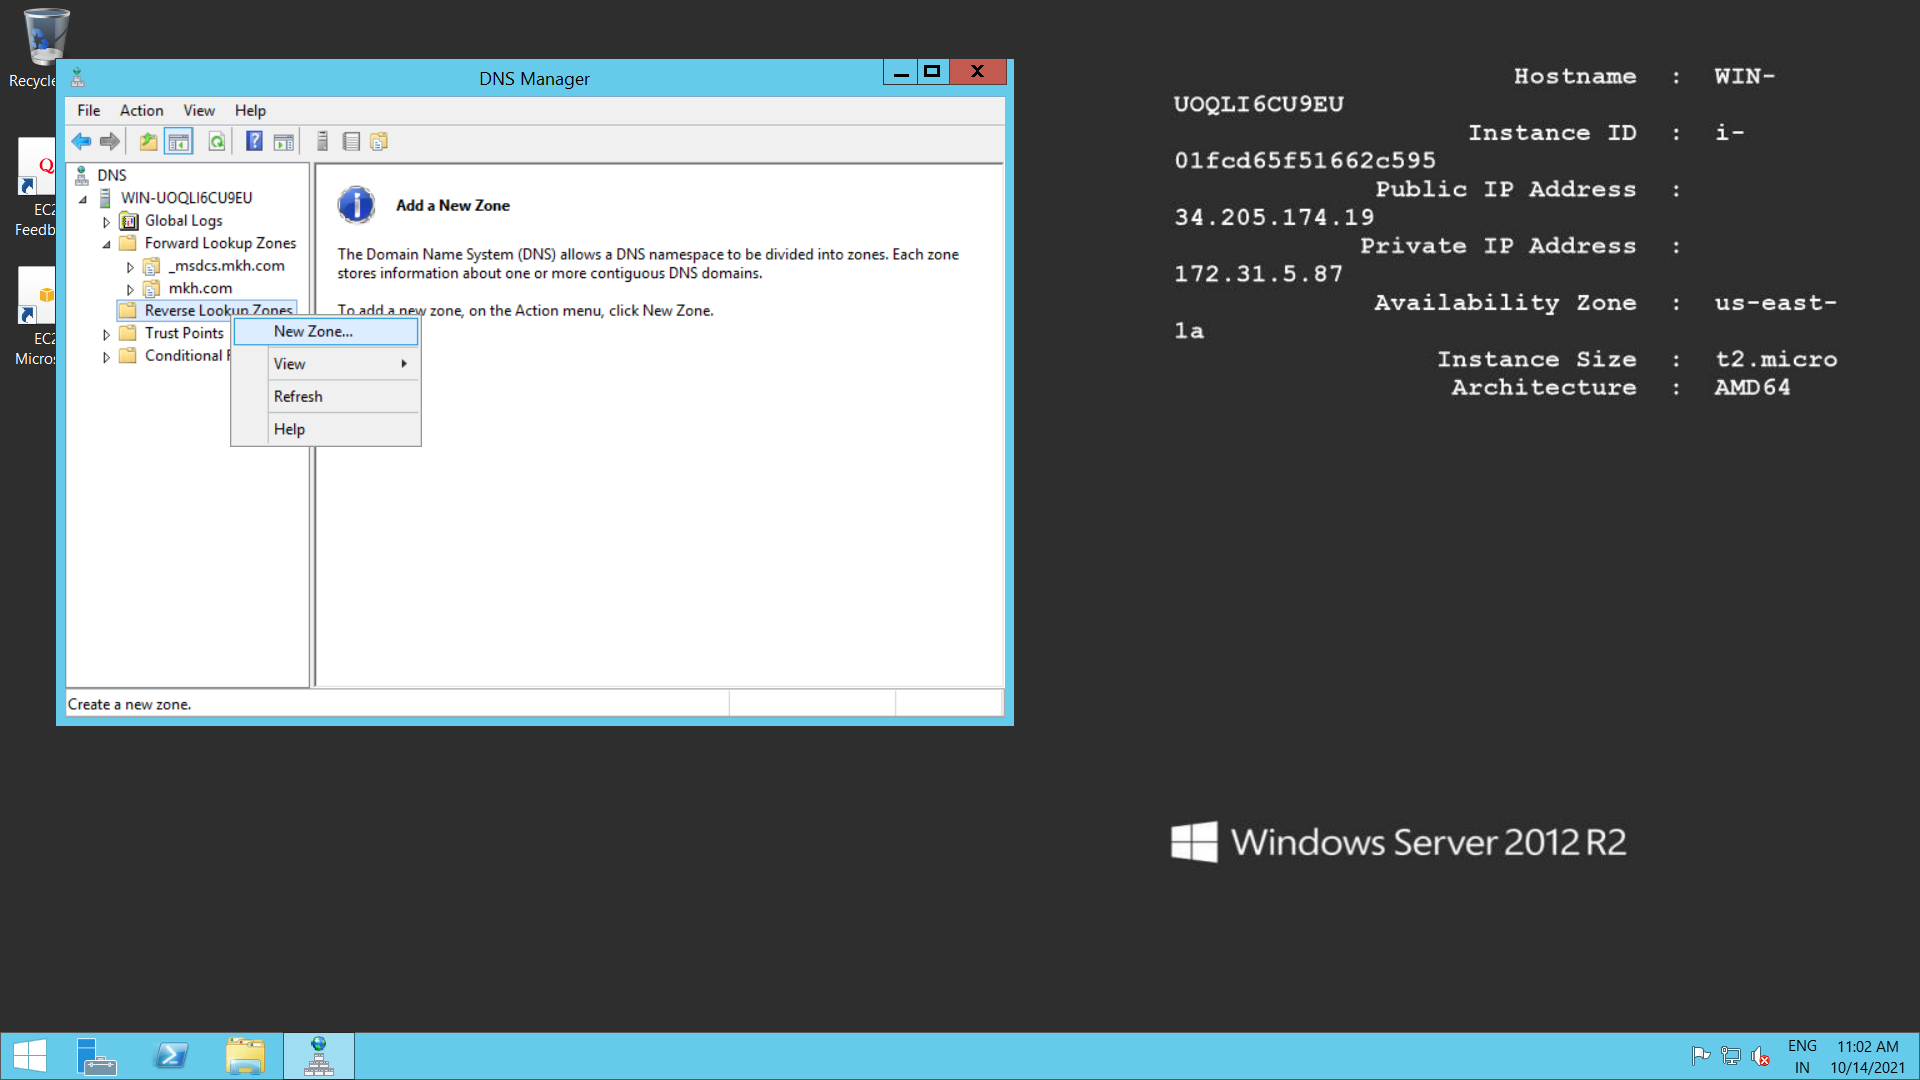 Recycle
DNS Manager
File Action View Help
DNS
WIN-UOQLI6CU9EU
Global Logs
Forward Lookup Zones
_msdcs.mkh.com
mkh.com
Reverse Lookup Zones
Trust Points
Conditional F
New Zone...
View
Refresh
Help
Add a New Zone
The Domain Name System (DNS) allows a DNS namespace to be divided into zones. Each zone
stores information about one or more contiguous DNS domains.
To add a new zone, on the Action menu, click New Zone.
Create a new zone.
EC2
Feedb
EC2
Micros
Hostname : WIN-
UOQLI6CU9EU
Instance ID : i-
01fcd65f51662c595
Public IP Address :
34.205.174.19
Private IP Address :
172.31.5.87
Availability Zone : us-east-
1a
Instance Size : t2.micro
Architecture : AMD64
Windows Server 2012 R2
ENG
IN
11:02 AM
10/14/2021